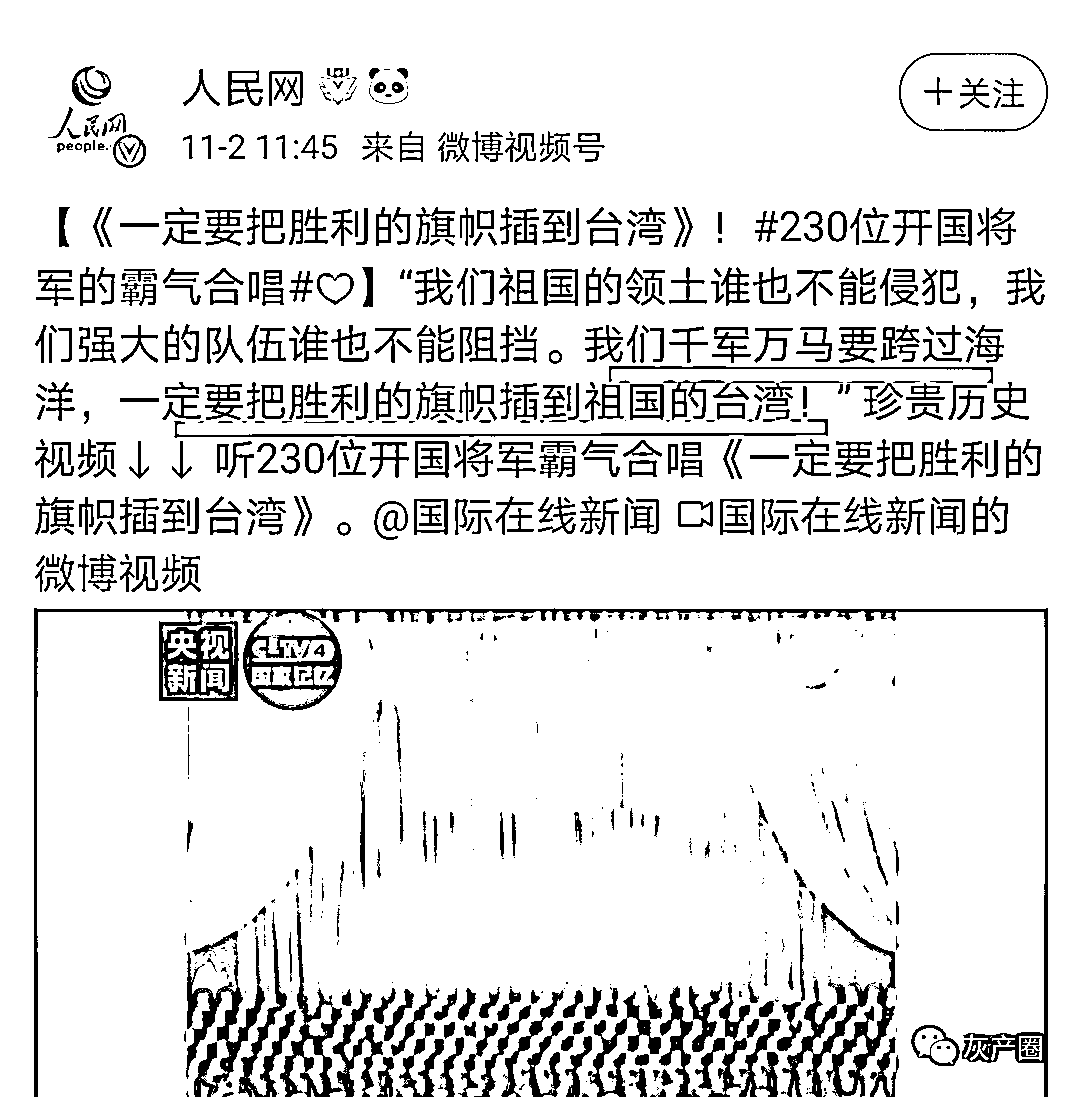 人民网
人民网
people.
11-2 11:45 来自 微博视频号
+关注
【《一定要把胜利的旗帜插到台湾》！#230位开国将
军的霸气合唱#♡】“我们祖国的领土谁也不能侵犯，我
们强大的队伍谁也不能阻挡。我们千军万马要跨过海
洋，一定要把胜利的旗帜插到祖国的台湾！”珍贵历史
视频↓↓ 听230位开国将军霸气合唱《一定要把胜利的
旗帜插到台湾》。@国际在线新闻 国际在线新闻的
微博视频
央视
新闻
CCTV4
国家记忆
灰产圈